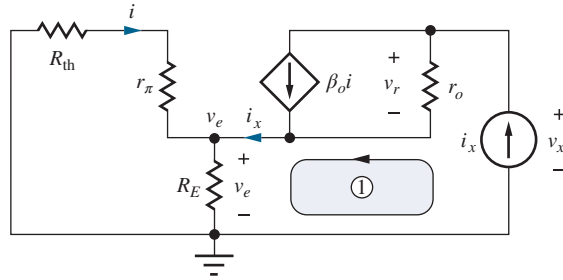 i
R_th
r_π
β_o i
+
v_r
−
r_o
v_e
i_x
R_E
+
v_e
−
1
i_x
+
v_x
−